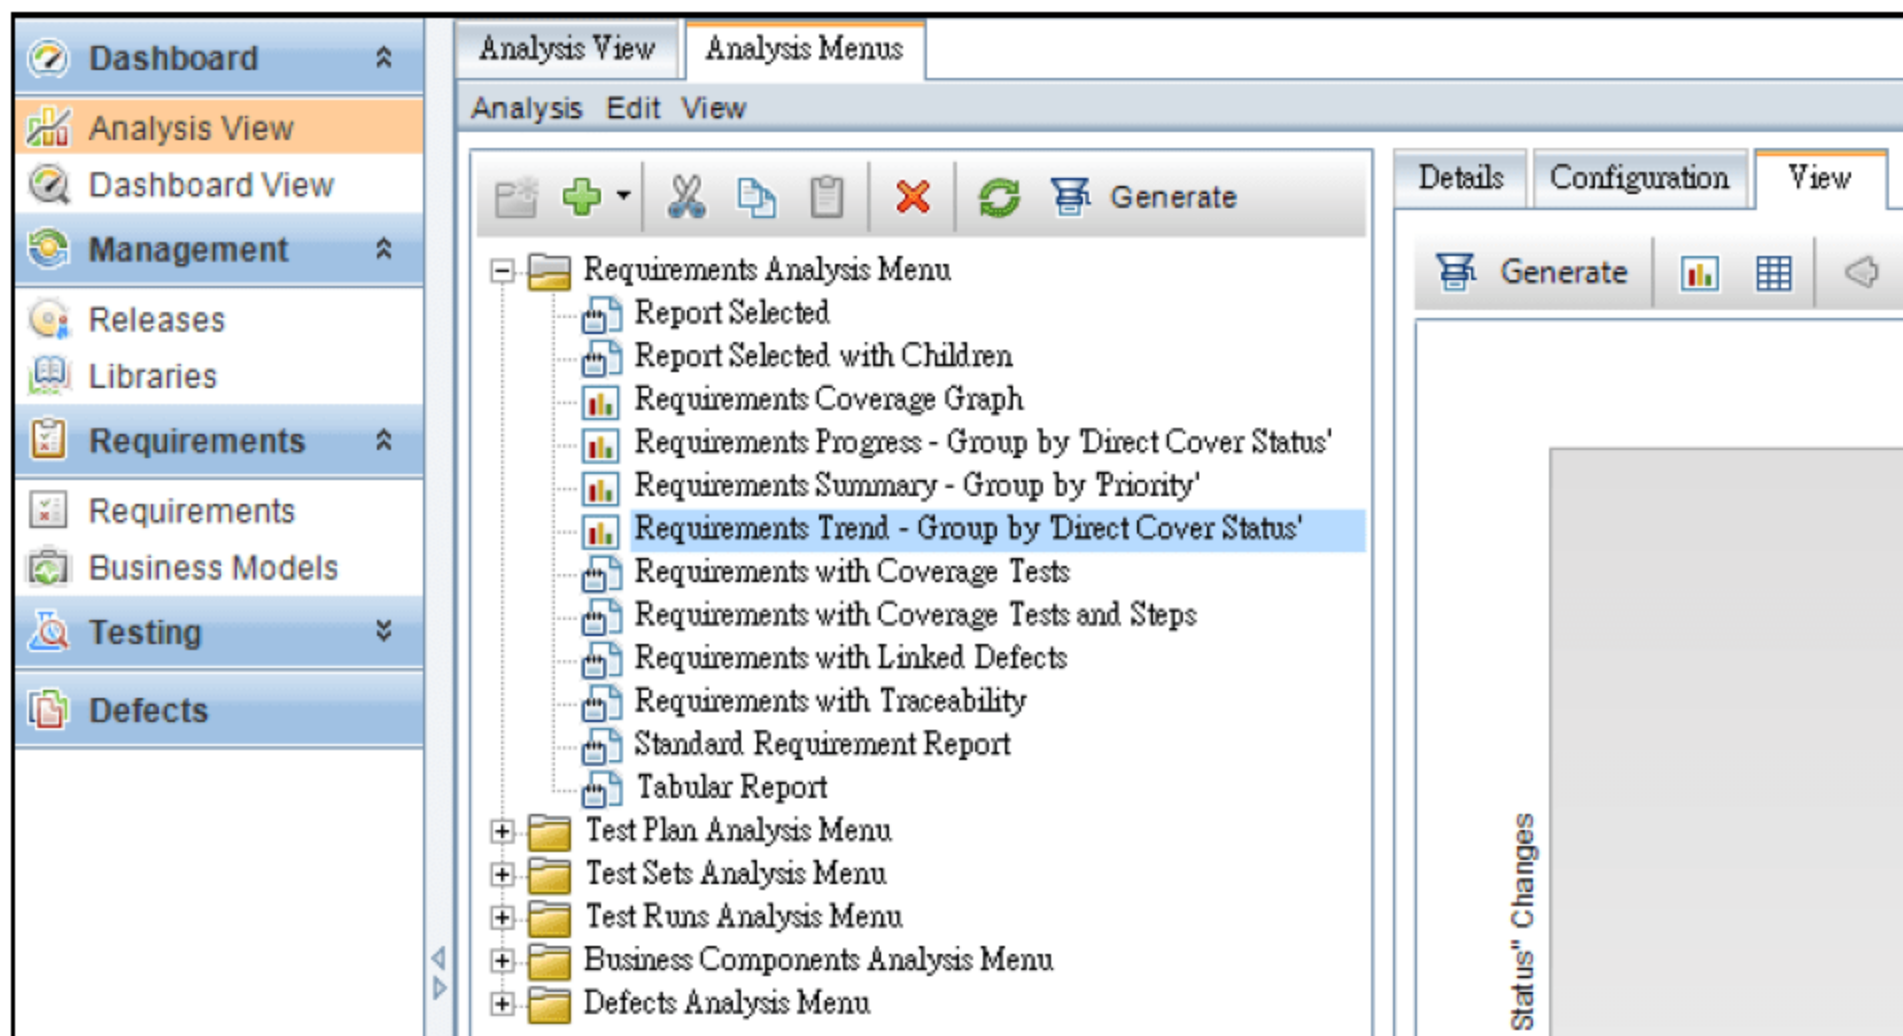 Dashboard
Analysis View
Dashboard View
Management
Releases
Libraries
Requirements
Requirements
Business Models
Testing
Defects
Analysis View Analysis Menus
Analysis Edit View
Generate
Requirements Analysis Menu
Report Selected
Report Selected with Children
Requirements Coverage Graph
Requirements Progress - Group by 'Direct Cover Status'
Requirements Summary - Group by 'Priority'
Requirements Trend - Group by 'Direct Cover Status'
Requirements with Coverage Tests
Requirements with Coverage Tests and Steps
Requirements with Linked Defects
Requirements with Traceability
Standard Requirement Report
Tabular Report
Test Plan Analysis Menu
Test Sets Analysis Menu
Test Runs Analysis Menu
Business Components Analysis Menu
Defects Analysis Menu
Details Configuration View
Generate
Status" Changes